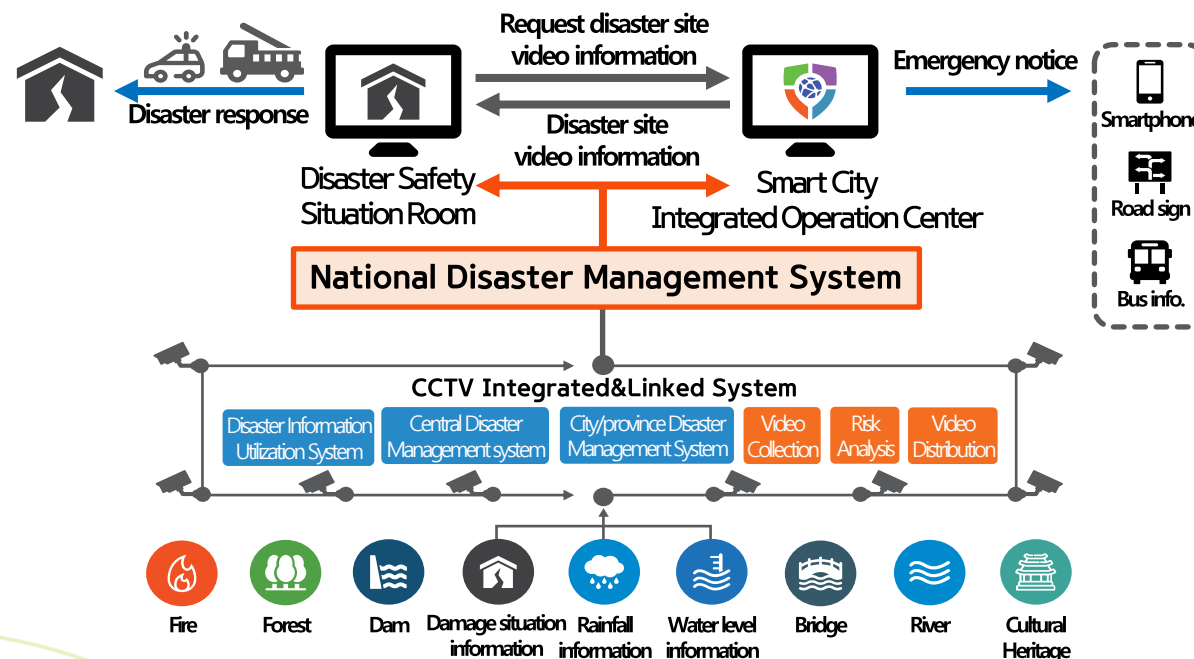 Request disaster site
video information
Emergency notice
Disaster response
Disaster site
video information
Smartphone
Disaster Safety
Situation Room
Smart City
Integrated Operation Center
Road sign
National Disaster Management System
Bus info.
CCTV Integrated&Linked System
Disaster Information
Utilization System
Central Disaster
Management system
City/province Disaster
Management System
Video
Collection
Risk
Analysis
Video
Distribution
Fire
Forest
Dam
Damage situation
information
Rainfall
information
Water level
information
Bridge
River
Cultural
Heritage